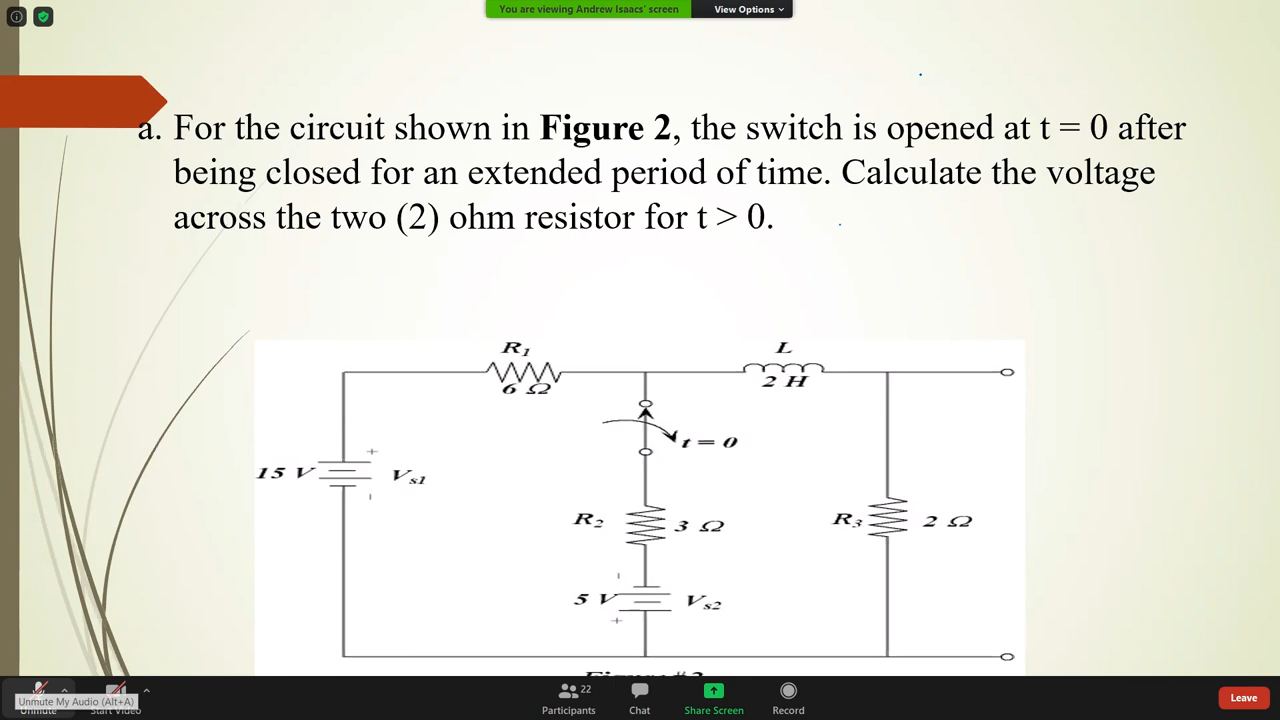 You are viewing Andrew Isaacs' screen
View Options
a. For the circuit shown in Figure 2, the switch is opened at t = 0 after
being closed for an extended period of time. Calculate the voltage
across the two (2) ohm resistor for t > 0.
R1
6 Ω
L
2 H
t = 0
15 V
+
-
Vs1
R2
3 Ω
R3
2 Ω
-
5 V
+
Vs2
Unmute My Audio (Alt+A)
Unmute
Start Video
22
Participants
Chat
Share Screen
Record
Leave